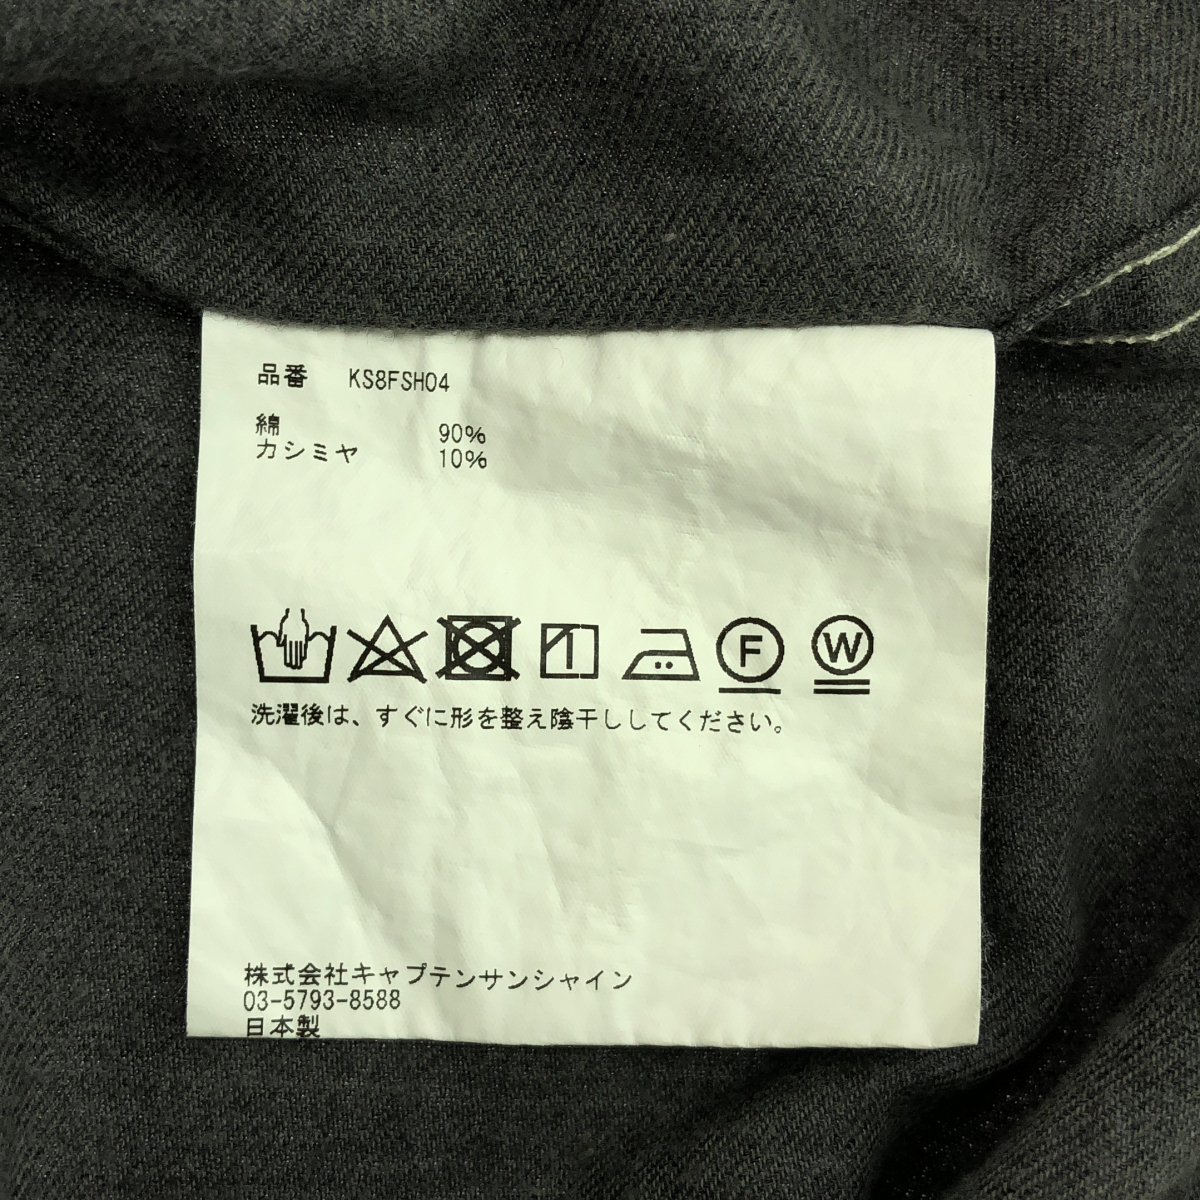 品番 KS8FSH04
綿 90%
カシミヤ 10%
F W
洗濯後は、すぐに形を整え陰干ししてください。
株式会社キャプテンサンシャイン
03-5793-8588
日本製